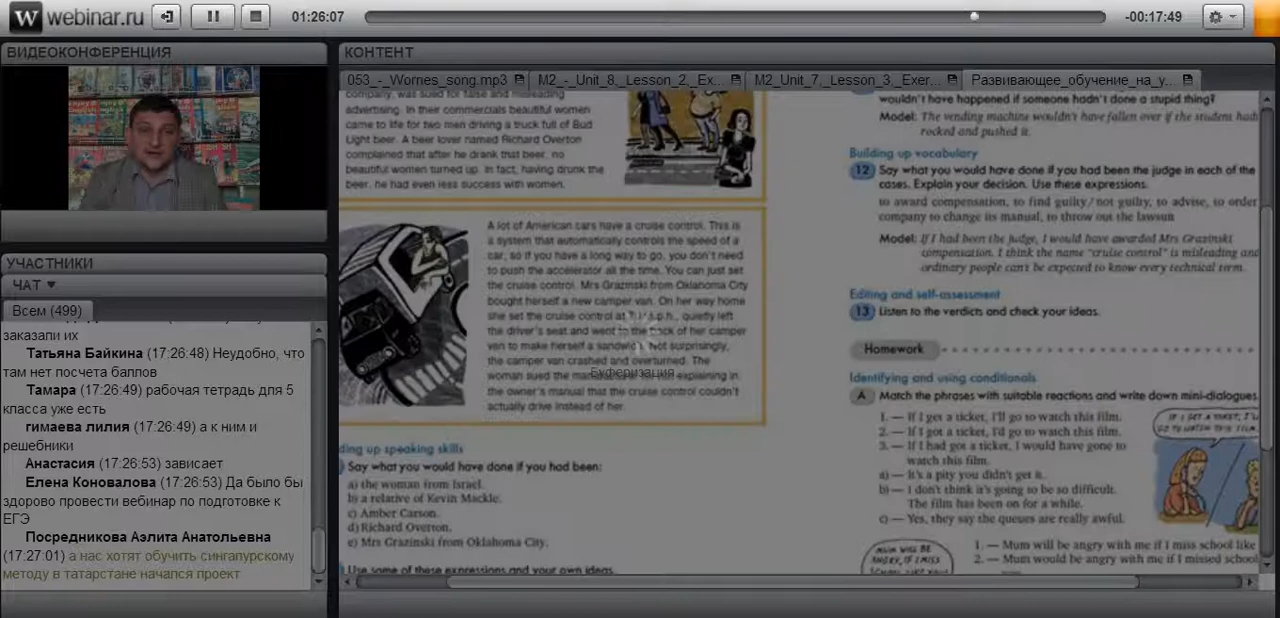 webinar.ru
01:26:07
-00:17:49
ВИДЕОКОНФЕРЕНЦИЯ
КОНТЕНТ
053_-_Wornes_song.mp3
M2_-_Unit_8,_Lesson_2,_Ex...
M2_Unit_7,_Lesson_3,_Exer...
Развивающее_обучение_на_у...
УЧАСТНИКИ
ЧАТ
Всем (499)
заказали их
Татьяна Байкина (17:26:48) Неудобно, что
там нет посчета баллов
Тамара (17:26:49) рабочая тетрадь для 5
класса уже есть
гимаева лилия (17:26:49) а к ним и
решебники
Анастасия (17:26:53) зависает
Елена Коновалова (17:26:53) Да было бы
здорово провести вебинар по подготовке к
ЕГЭ
Посредникова Аэлита Анатольевна
(17:27:01) а нас хотят обучить сингапурскому
методу в татарстане начался проект
company, was sued for false and misleading
advertising. In their commercials beautiful women
came to life for two men driving a truck full of Bud
Light beer. A beer lover named Richard Overton
complained that after he drank that beer, no
beautiful women turned up. In fact, having drunk the
beer, he had even less success with women.
A lot of American cars have a cruise control. This is
a system that automatically controls the speed of a
car, so if you have a long way to go, you don't need
to push the accelerator all the time. You can just set
the cruise control. Mrs Grazinski from Oklahoma City
bought herself a new camper van. On her way home
she set the cruise control at m.p.h., quietly left
the driver's seat and went to the back of her camper
van to make herself a sandwich. Not surprisingly,
the camper van crashed and overturned. The
woman sued the for explaining in
Буферизация
the owner's manual that the cruise control couldn't
actually drive instead of her.
ding up speaking skills
Say what you would have done if you had been:
a) the woman from Israel.
b) a relative of Kevin Mackle.
c) Amber Carson.
d) Richard Overton.
e) Mrs Grazinski from Oklahoma City.
Use some of these expressions and your own ideas.
wouldn't have happened if someone hadn't done a stupid thing?
Model: The vending machine wouldn't have fallen over if the student hadn
rocked and pushed it.
Building up vocabulary
12 Say what you would have done if you had been the judge in each of the
cases. Explain your decision. Use these expressions.
to award compensation, to find guilty/not guilty, to advise, to order
company to change its manual, to throw out the lawsuit
Model: If I had been the judge, I would have awarded Mrs Grazinski
compensation. I think the name "cruise control" is misleading and
ordinary people can't be expected to know every technical term.
Editing and self-assessment
13 Listen to the verdicts and check your ideas.
Homework
Identifying and using conditionals
A Match the phrases with suitable reactions and write down mini-dialogues.
1. — If I get a ticket, I'll go to watch this film.
2. — If I got a ticket, I'd go to watch this film.
3. — If I had got a ticket, I would have gone to
watch this film.
a) — It's a pity you didn't get it.
b) — I don't think it's going to be so difficult.
The film has been on for a while.
c) — Yes, they say the queues are really awful.
IF I GET A TICKET, I'LL
GO TO WATCH THIS FILM.
1. — Mum will be angry with me if I miss school like
2. — Mum would be angry with me if I missed school
MUM WILL BE
ANGRY, IF I MISS